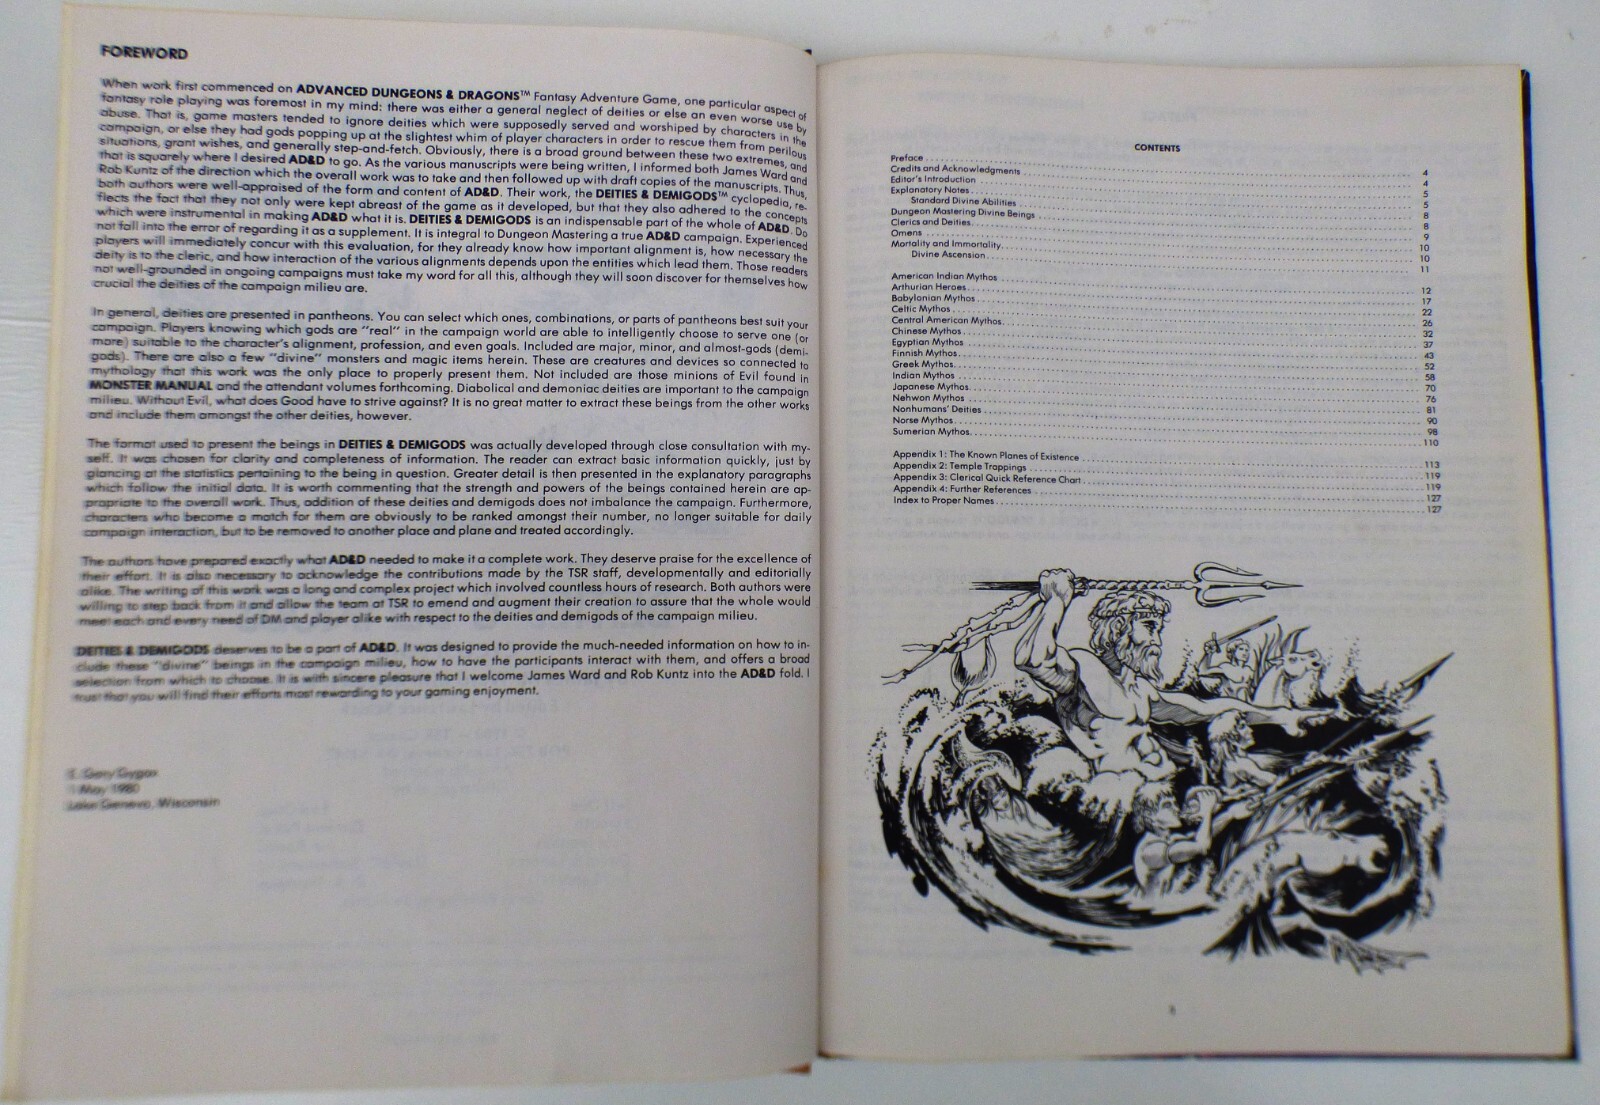 FOREWORD
When work first commenced on ADVANCED DUNGEONS & DRAGONS™ Fantasy Adventure Game, one particular aspect of
fantasy role playing was foremost in my mind: there was either a general neglect of deities or else an even worse use by
abuse. That is, game masters tended to ignore deities which were supposedly served and worshiped by characters in the
campaign, or else they had gods popping up at the slightest whim of player characters in order to rescue them from perilous
situations, grant wishes, and generally step-and-fetch. Obviously, there is a broad ground between these two extremes, and
that is squarely where I desired AD&D to go. As the various manuscripts were being written, I informed both James Ward and
Rob Kuntz of the direction which the overall work was to take and then followed up with draft copies of the manuscripts. Thus,
both authors were well-appraised of the form and content of AD&D. Their work, the DEITIES & DEMIGODS™ cyclopedia, re-
flects the fact that they not only were kept abreast of the game as it developed, but that they also adhered to the concepts
which were instrumental in making AD&D what it is. DEITIES & DEMIGODS is an indispensable part of the whole of AD&D. Do
not fall into the error of regarding it as a supplement. It is integral to Dungeon Mastering a true AD&D campaign. Experienced
players will immediately concur with this evaluation, for they already know how important alignment is, how necessary the
deity is to the cleric, and how interaction of the various alignments depends upon the entities which lead them. Those readers
not well-grounded in ongoing campaigns must take my word for all this, although they will soon discover for themselves how
crucial the deities of the campaign milieu are.
In general, deities are presented in pantheons. You can select which ones, combinations, or parts of pantheons best suit your
campaign. Players knowing which gods are "real" in the campaign world are able to intelligently choose to serve one (or
more) suitable to the character's alignment, profession, and even goals. Included are major, minor, and almost-gods (demi-
gods). There are also a few "divine" monsters and magic items herein. These are creatures and devices so connected to
mythology that this work was the only place to properly present them. Not included are those minions of Evil found in
MONSTER MANUAL and the attendant volumes forthcoming. Diabolical and demoniac deities are important to the campaign
milieu. Without Evil, what does Good have to strive against? It is no great matter to extract these beings from the other works
and include them amongst the other deities, however.
The format used to present the beings in DEITIES & DEMIGODS was actually developed through close consultation with my-
self. It was chosen for clarity and completeness of information. The reader can extract basic information quickly, just by
glancing at the statistics pertaining to the being in question. Greater detail is then presented in the explanatory paragraphs
which follow the initial data. It is worth commenting that the strength and powers of the beings contained herein are ap-
propriate to the overall work. Thus, addition of these deities and demigods does not imbalance the campaign. Furthermore,
characters who become a match for them are obviously to be ranked amongst their number, no longer suitable for daily
campaign interaction, but to be removed to another place and plane and treated accordingly.
The authors have prepared exactly what AD&D needed to make it a complete work. They deserve praise for the excellence of
their effort. It is also necessary to acknowledge the contributions made by the TSR staff, developmentally and editorially
alike. The writing of this work was a long and complex project which involved countless hours of research. Both authors were
willing to step back from it and allow the team at TSR to emend and augment their creation to assure that the whole would
meet each and every need of DM and player alike with respect to the deities and demigods of the campaign milieu.
DEITIES & DEMIGODS deserves to be a part of AD&D. It was designed to provide the much-needed information on how to in-
clude these "divine" beings in the campaign milieu, how to have the participants interact with them, and offers a broad
selection from which to choose. It is with sincere pleasure that I welcome James Ward and Rob Kuntz into the AD&D fold. I
trust that you will find their efforts most rewarding to your gaming enjoyment.
E. Gary Gygax
1 May 1980
Lake Geneva, Wisconsin
CONTENTS
Preface 4
Credits and Acknowledgments 4
Editor's Introduction 5
Explanatory Notes 5
Standard Divine Abilities 8
Dungeon Mastering Divine Beings 8
Clerics and Deities 9
Omens 10
Mortality and Immortality 10
Divine Ascension 11
American Indian Mythos 12
Arthurian Heroes 17
Babylonian Mythos 22
Celtic Mythos 26
Central American Mythos 32
Chinese Mythos 37
Egyptian Mythos 43
Finnish Mythos 52
Greek Mythos 58
Indian Mythos 70
Japanese Mythos 76
Nehwon Mythos 81
Nonhumans' Deities 90
Norse Mythos 98
Sumerian Mythos 110
Appendix 1: The Known Planes of Existence 113
Appendix 2: Temple Trappings 119
Appendix 3: Clerical Quick Reference Chart 119
Appendix 4: Further References 127
Index to Proper Names 127